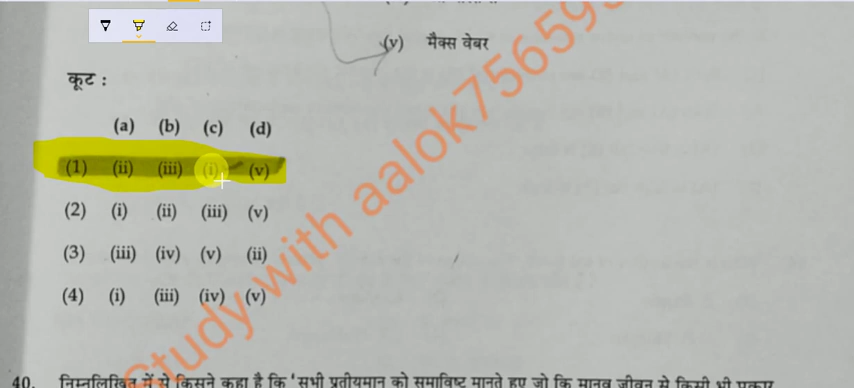 (v) मैक्स वेबर
कूट :
(a) (b) (c) (d)
(1) (ii) (iii) (i) (v)
(2) (i) (ii) (iii) (v)
(3) (iii) (iv) (v) (ii)
(4) (i) (iii) (iv) (v)
study with aalok75659
40. निम्नलिखित में से किसने कहा है कि 'सभी प्रतीयमान को समाविष्ट मानते हुए जो कि मानव जीवन से किसी भी प्रकार